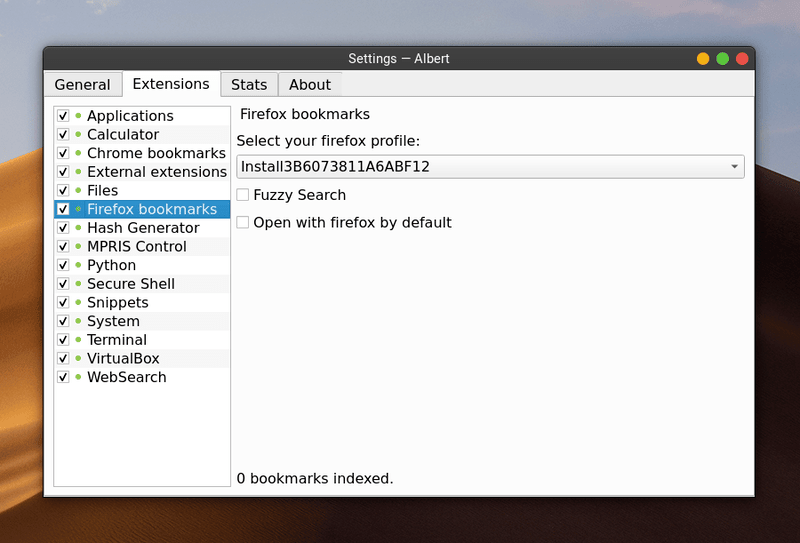 Settings — Albert
General
Extensions
Stats
About
Applications
Calculator
Chrome bookmarks
External extensions
Files
Firefox bookmarks
Hash Generator
MPRIS Control
Python
Secure Shell
Snippets
System
Terminal
VirtualBox
WebSearch
Firefox bookmarks
Select your firefox profile:
Install3B6073811A6ABF12
Fuzzy Search
Open with firefox by default
0 bookmarks indexed.